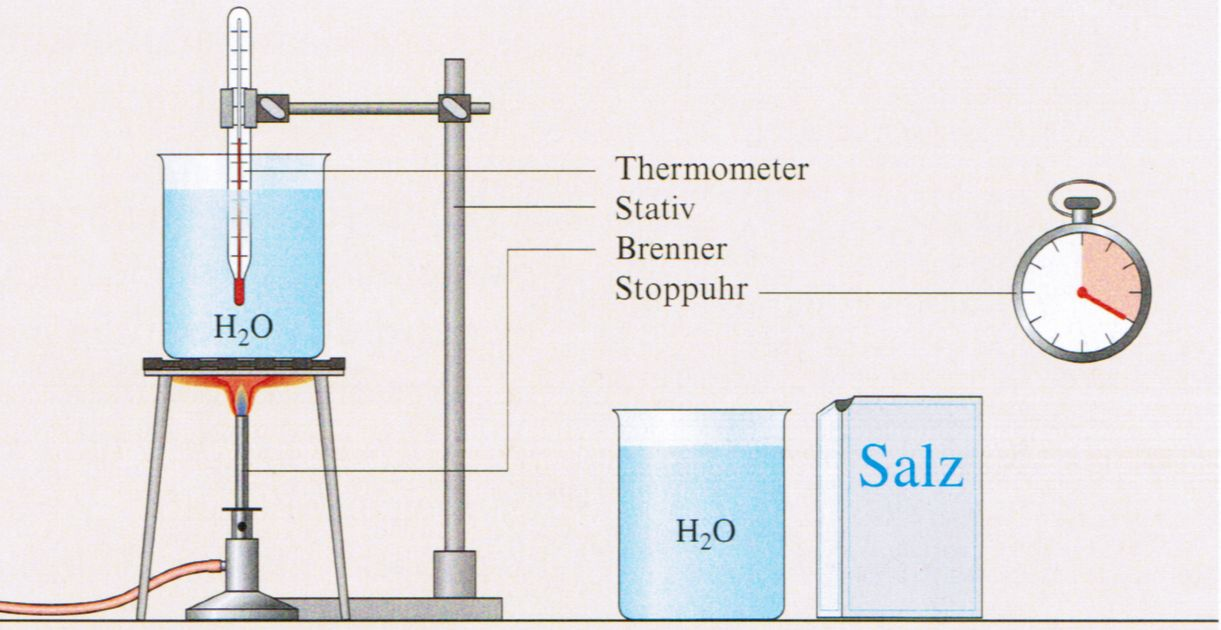 Thermometer
Stativ
Brenner
Stoppuhr
H₂O
H₂O
Salz